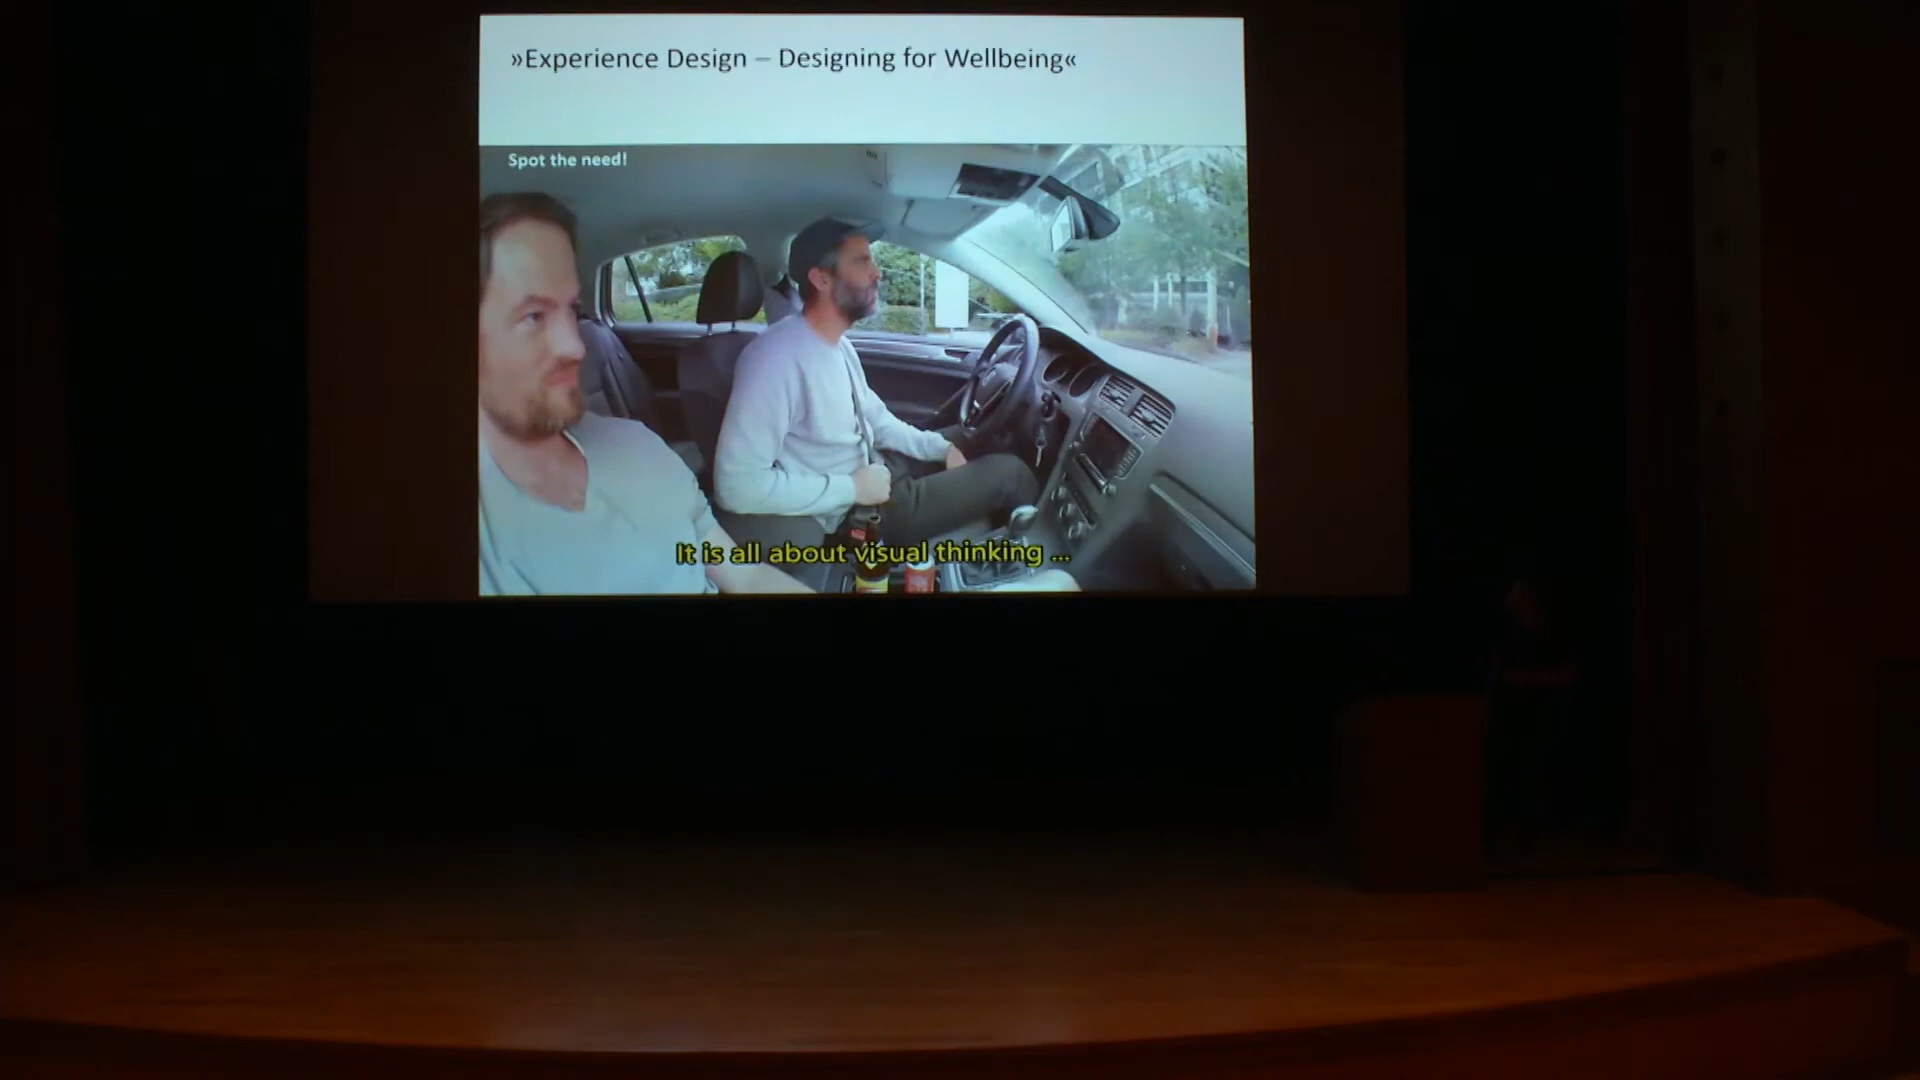 »Experience Design – Designing for Wellbeing«
Spot the need!
It is all about visual thinking ...